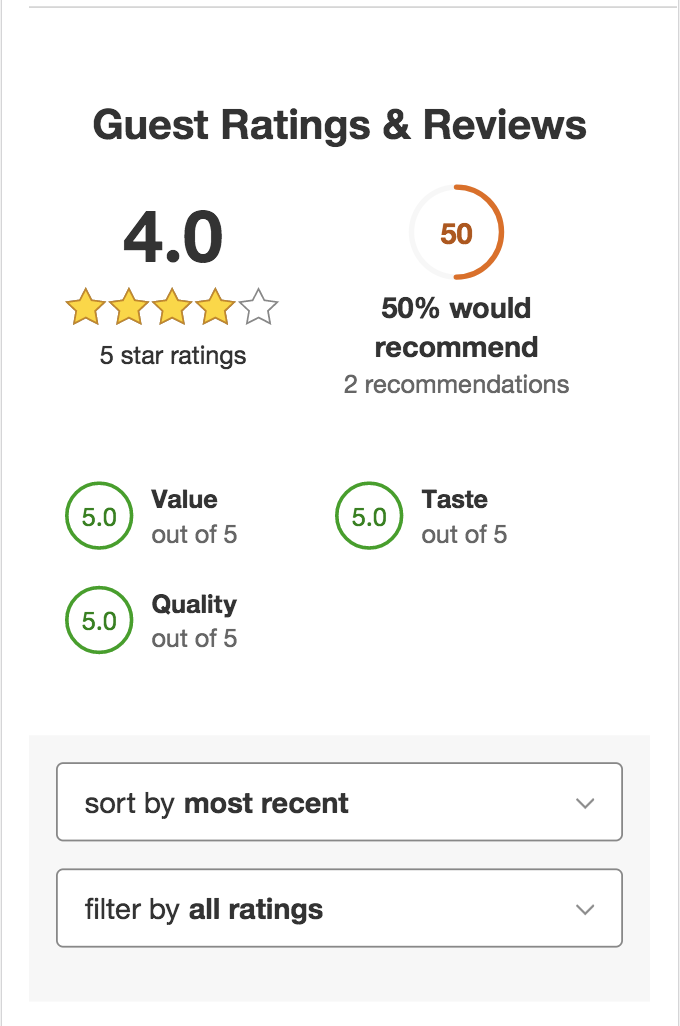 Guest Ratings & Reviews
4.0
5 star ratings
50
50% would
recommend
2 recommendations
5.0
Value
out of 5
5.0
Taste
out of 5
5.0
Quality
out of 5
sort by most recent
filter by all ratings